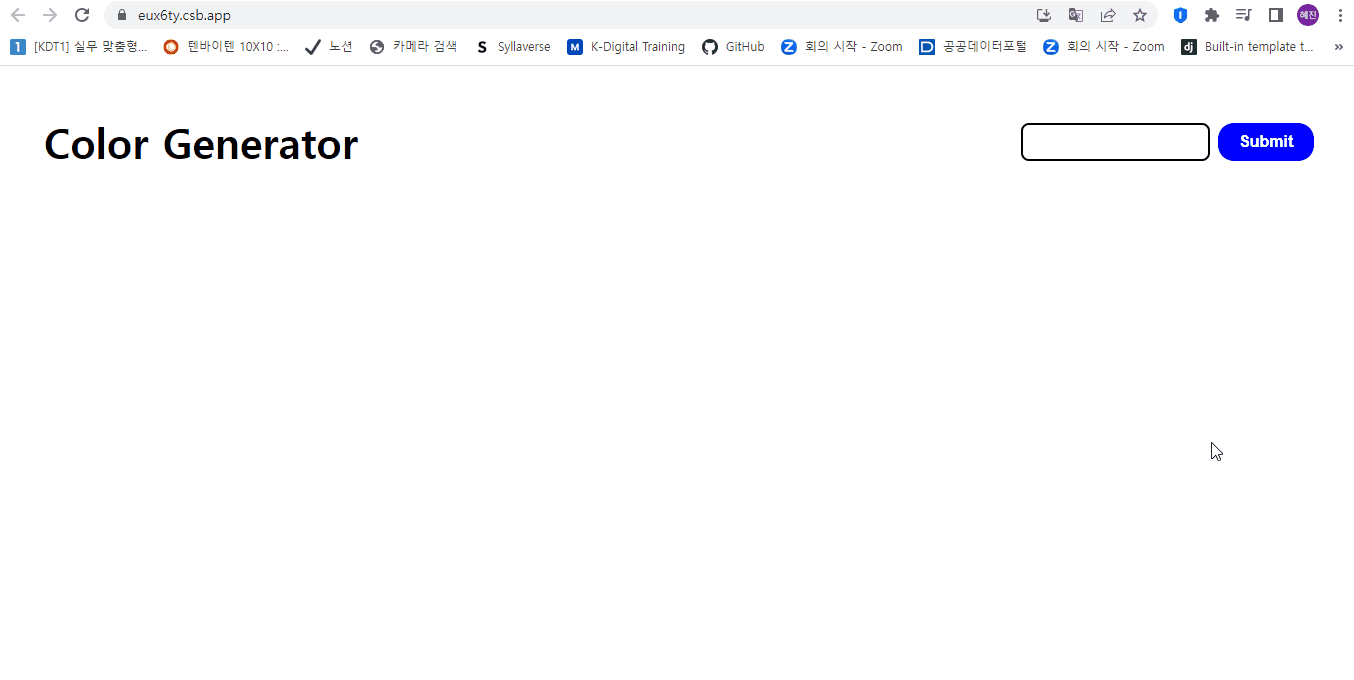 eux6ty.csb.app
혜진
1 [KDT1] 실무 맞춤형... 텐바이텐 10X10 :... 노션 카메라 검색 S Syllaverse M K-Digital Training GitHub Z 회의 시작 - Zoom D 공공데이터포털 Z 회의 시작 - Zoom dj Built-in template t... »
Color Generator Submit